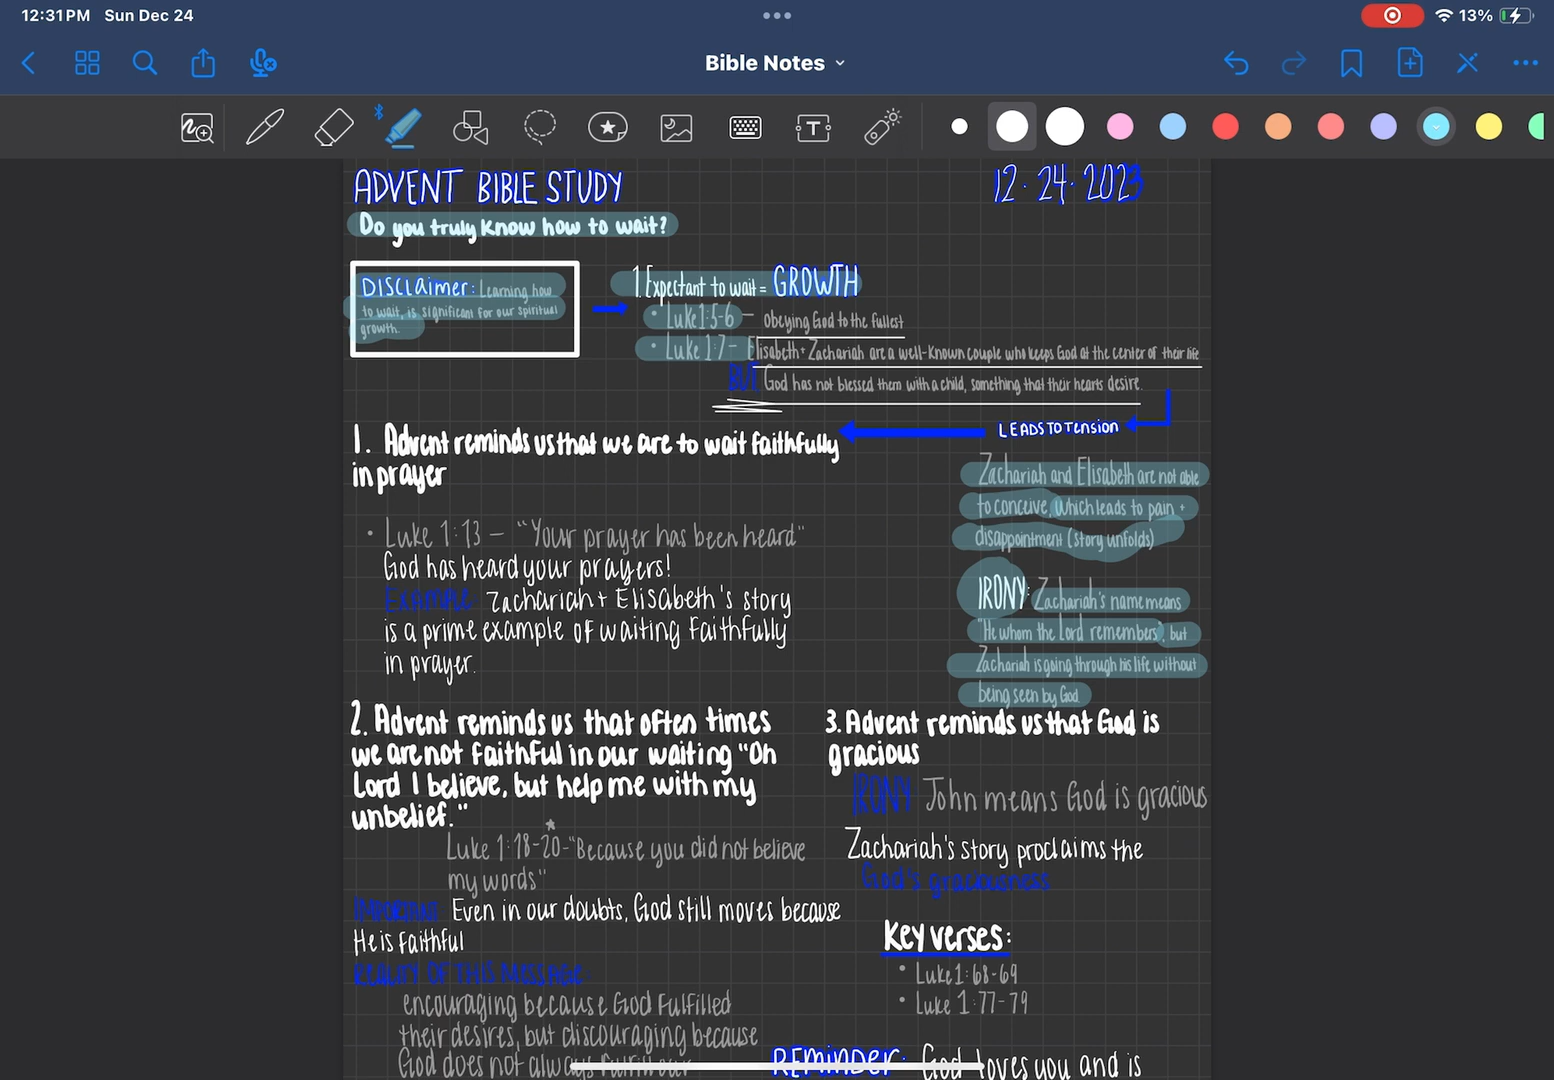 12:31 PM Sun Dec 24
13%
Bible Notes
ADVENT BIBLE STUDY
12.24.2023
Do you truly know how to wait?
DISCLaimer: Learning how
to wait, is significant for our spiritual
growth.
1. Expectant to wait = GROWTH
• Luke 1:5-6 – Obeying God to the fullest
• Luke 1:7 – Elisabeth + Zachariah are a well-known couple who keeps God at the center of their life
BUT God has not blessed them with a child, something that their hearts desire.
LEADS TO TENSION
1. Advent reminds us that we are to wait faithfully
in prayer
Zachariah and Elisabeth are not able
to conceive, which leads to pain +
disappointment (story unfolds)
• Luke 1:13 – "Your prayer has been heard"
God has heard your prayers!
EXAMPLE: Zachariah + Elisabeth's story
is a prime example of waiting faithfully
in prayer.
IRONY: Zachariah's name means
"He whom the Lord remembers", but
Zachariah is going through his life without
being seen by God
2. Advent reminds us that often times
we are not faithful in our waiting "Oh
Lord I believe, but help me with my
unbelief."
Luke 1:18-20-"Because you did not believe
my words"
IMPORTANT Even in our doubts, God still moves because
He is faithful
REALITY OF THIS MESSAGE:
encouraging because God fulfilled
their desires, but discouraging because
God does not always fulfill our
3. Advent reminds us that God is
gracious
IRONY John means God is gracious
Zachariah's story proclaims the
God's graciousness
Key verses:
• Luke 1:68-69
• Luke 1:77-79
REMINDER: God loves you and is